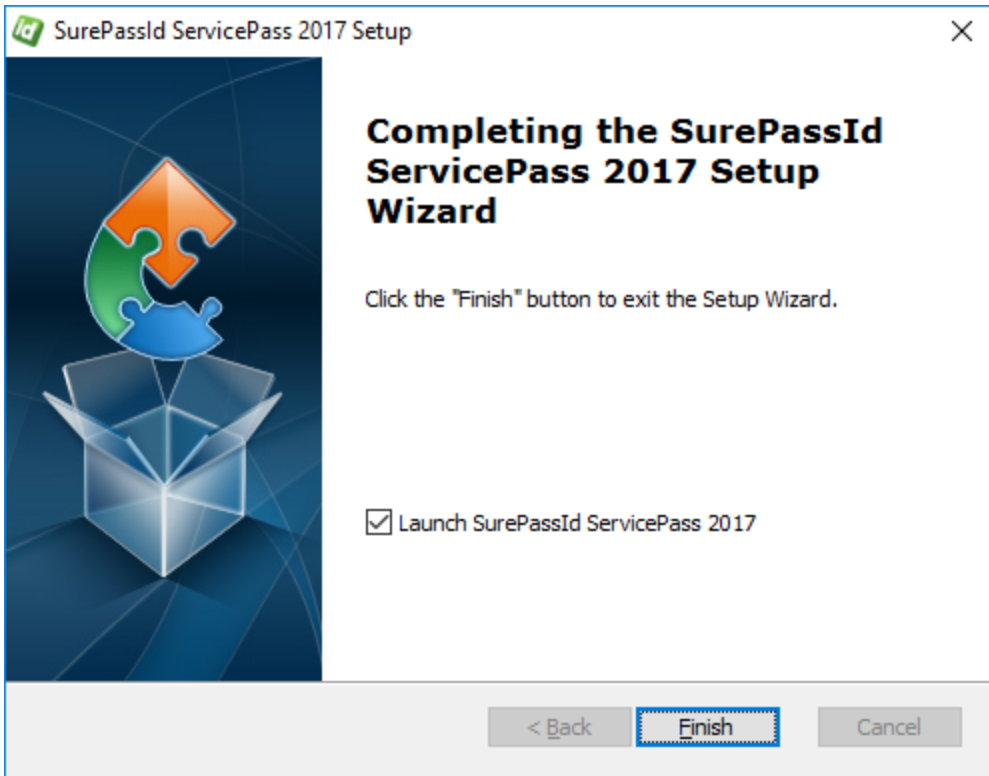 id SurePassId ServicePass 2017 Setup
Completing the SurePassId
ServicePass 2017 Setup
Wizard
Click the "Finish" button to exit the Setup Wizard.
Launch SurePassId ServicePass 2017
< Back Finish Cancel